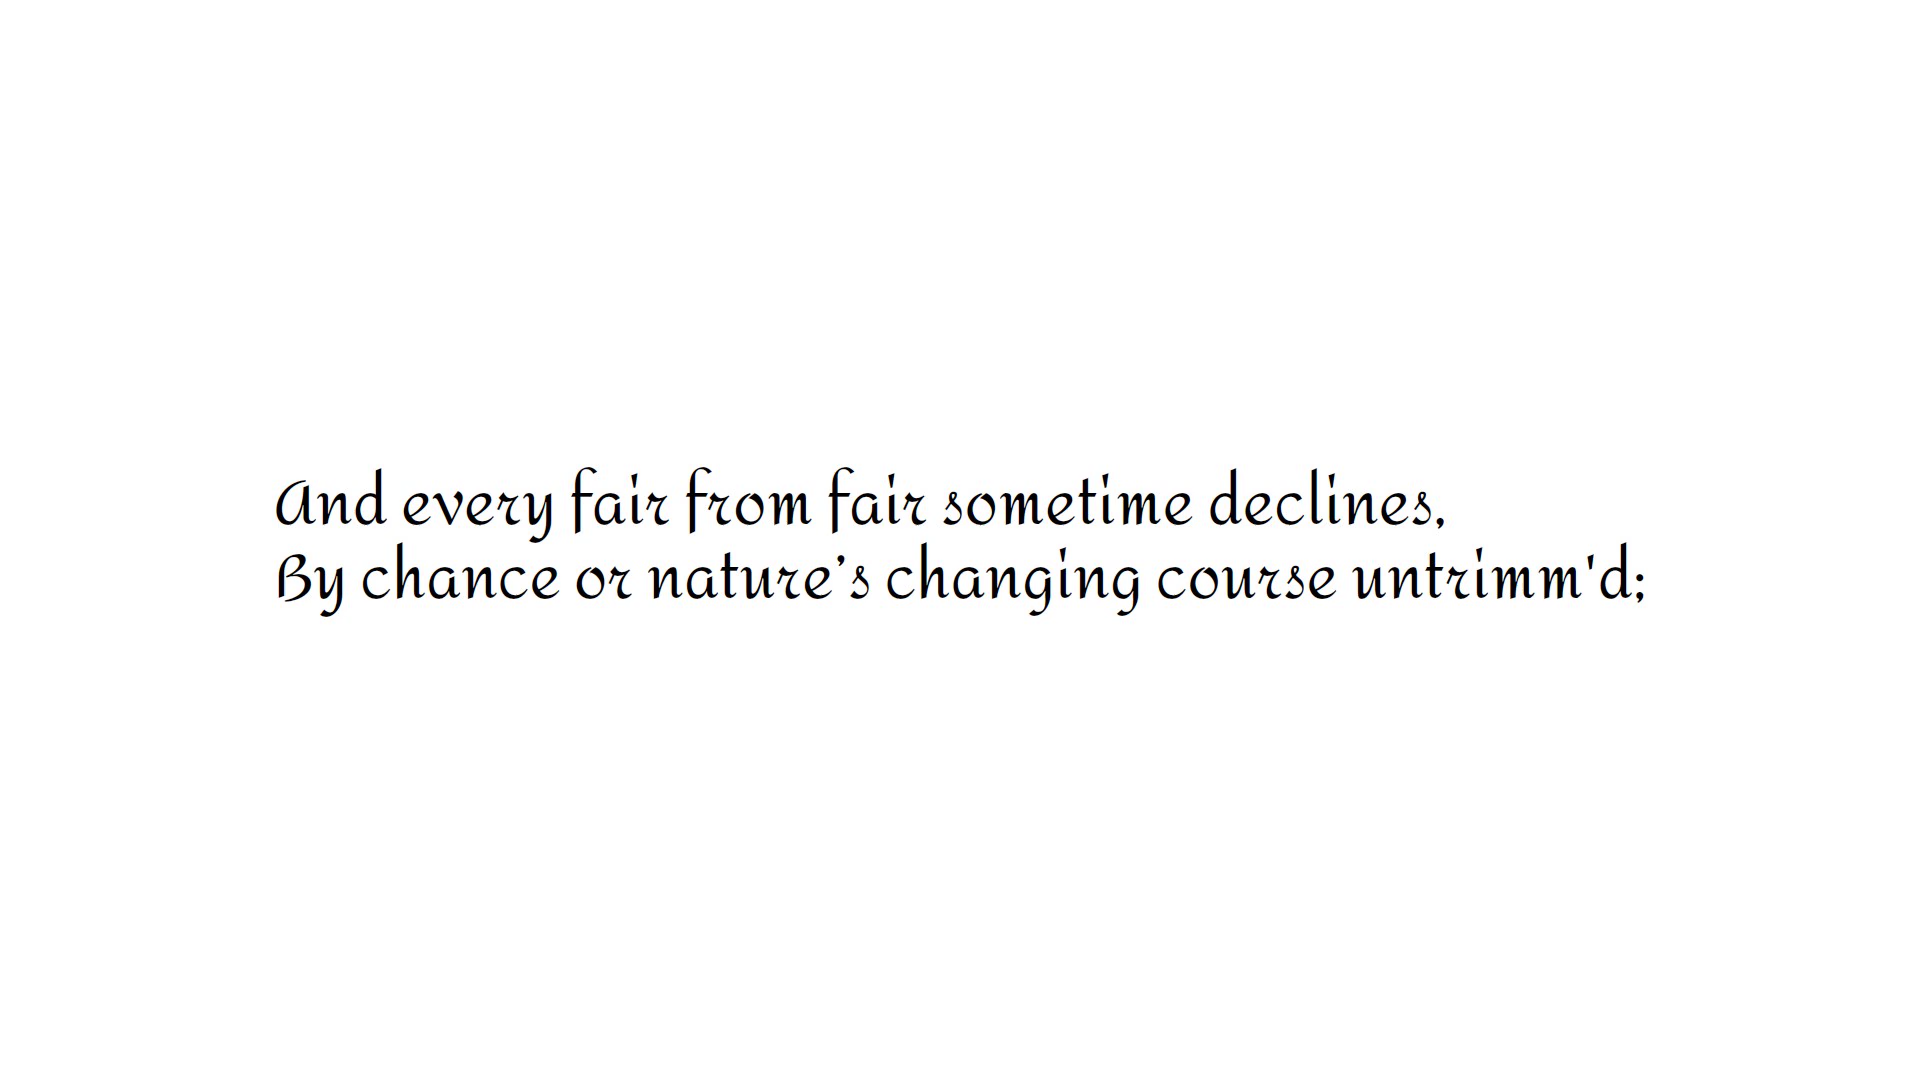 And every fair from fair sometime declines,
By chance or nature’s changing course untrimm'd;